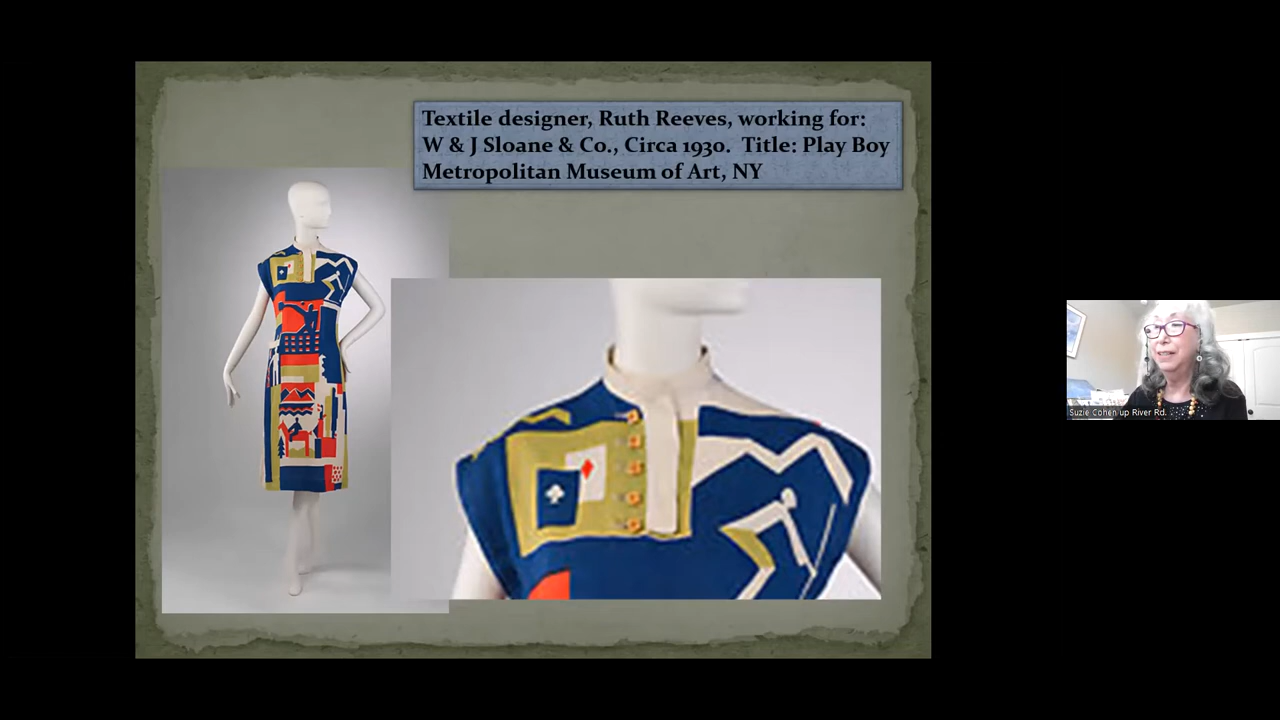 Textile designer, Ruth Reeves, working for:
W & J Sloane & Co., Circa 1930.  Title: Play Boy
Metropolitan Museum of Art, NY
Suzie Cohen up River Rd.